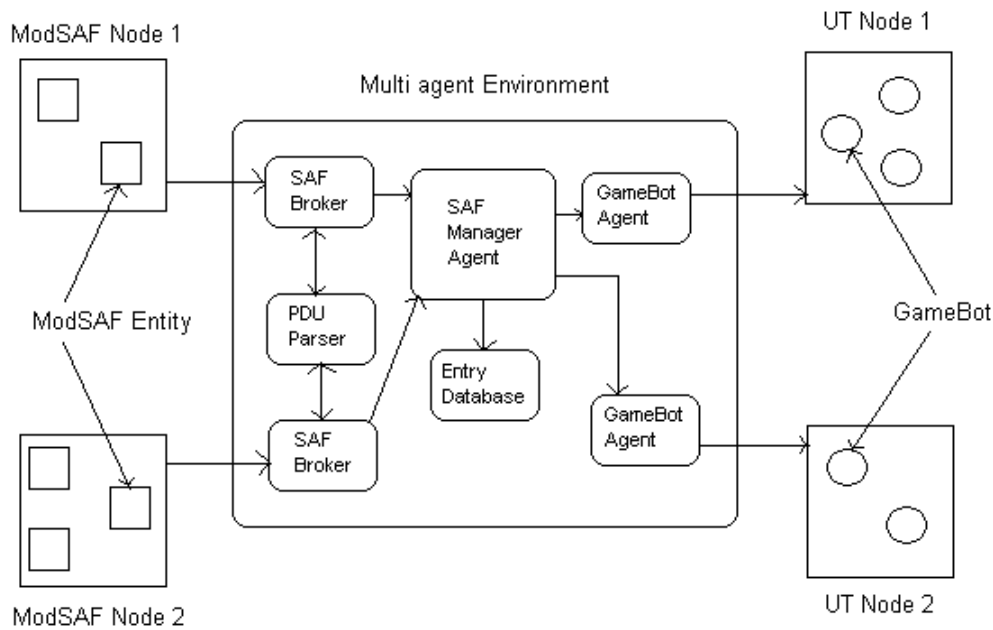 ModSAF Node 1
UT Node 1
Multi agent Environment
SAF
Broker
SAF
Manager
Agent
GameBot
Agent
PDU
Parser
ModSAF Entity
GameBot
Entry
Database
SAF
Broker
GameBot
Agent
ModSAF Node 2
UT Node 2